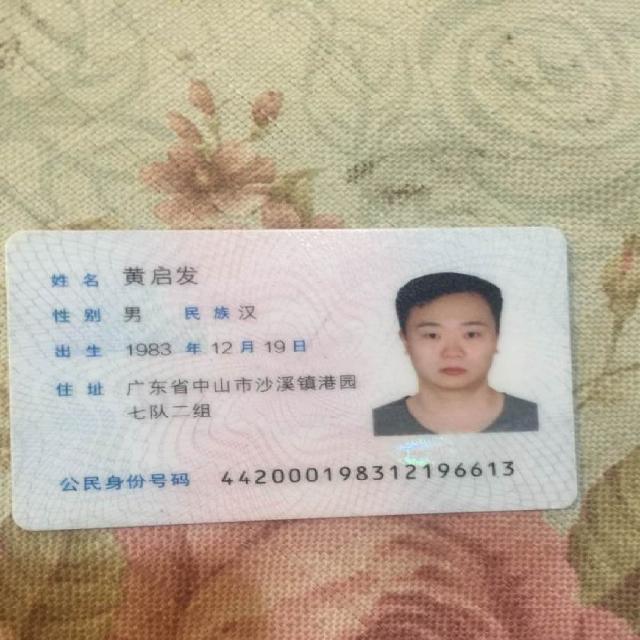 姓名 黄启发
性别 男 民族 汉
出生 1983 年 12 月 19 日
住址 广东省中山市沙溪镇港园
七队二组
公民身份号码 442000198312196613